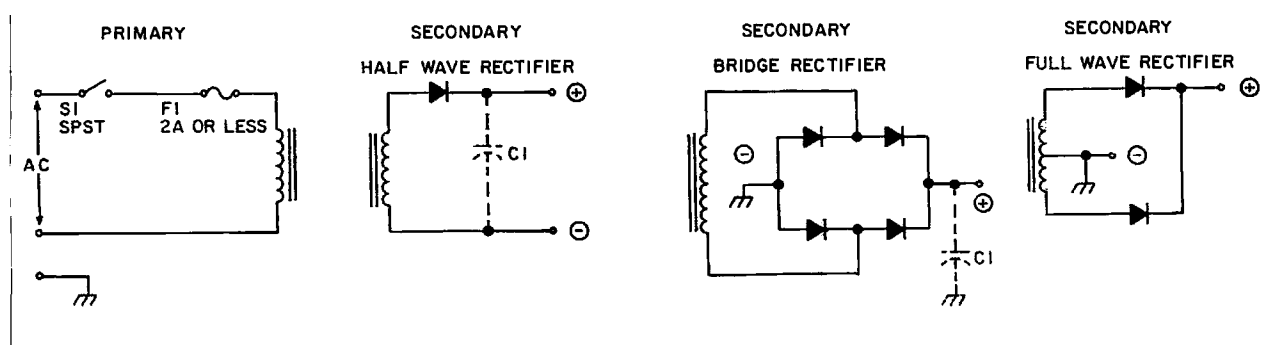 PRIMARY
S1
SPST
F1
2A OR LESS
AC
SECONDARY
HALF WAVE RECTIFIER
+
C1
-
SECONDARY
BRIDGE RECTIFIER
-
+
C1
SECONDARY
FULL WAVE RECTIFIER
+
-